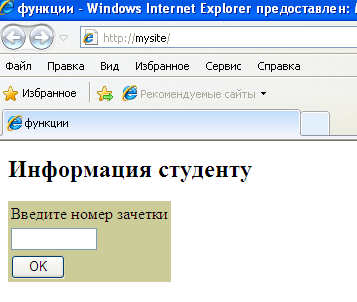 функции - Windows Internet Explorer предоставлен:
http://mysite/
Файл Правка Вид Избранное Сервис Справка
Избранное Рекомендуемые сайты
функции
Информация студенту
Введите номер зачетки
OK